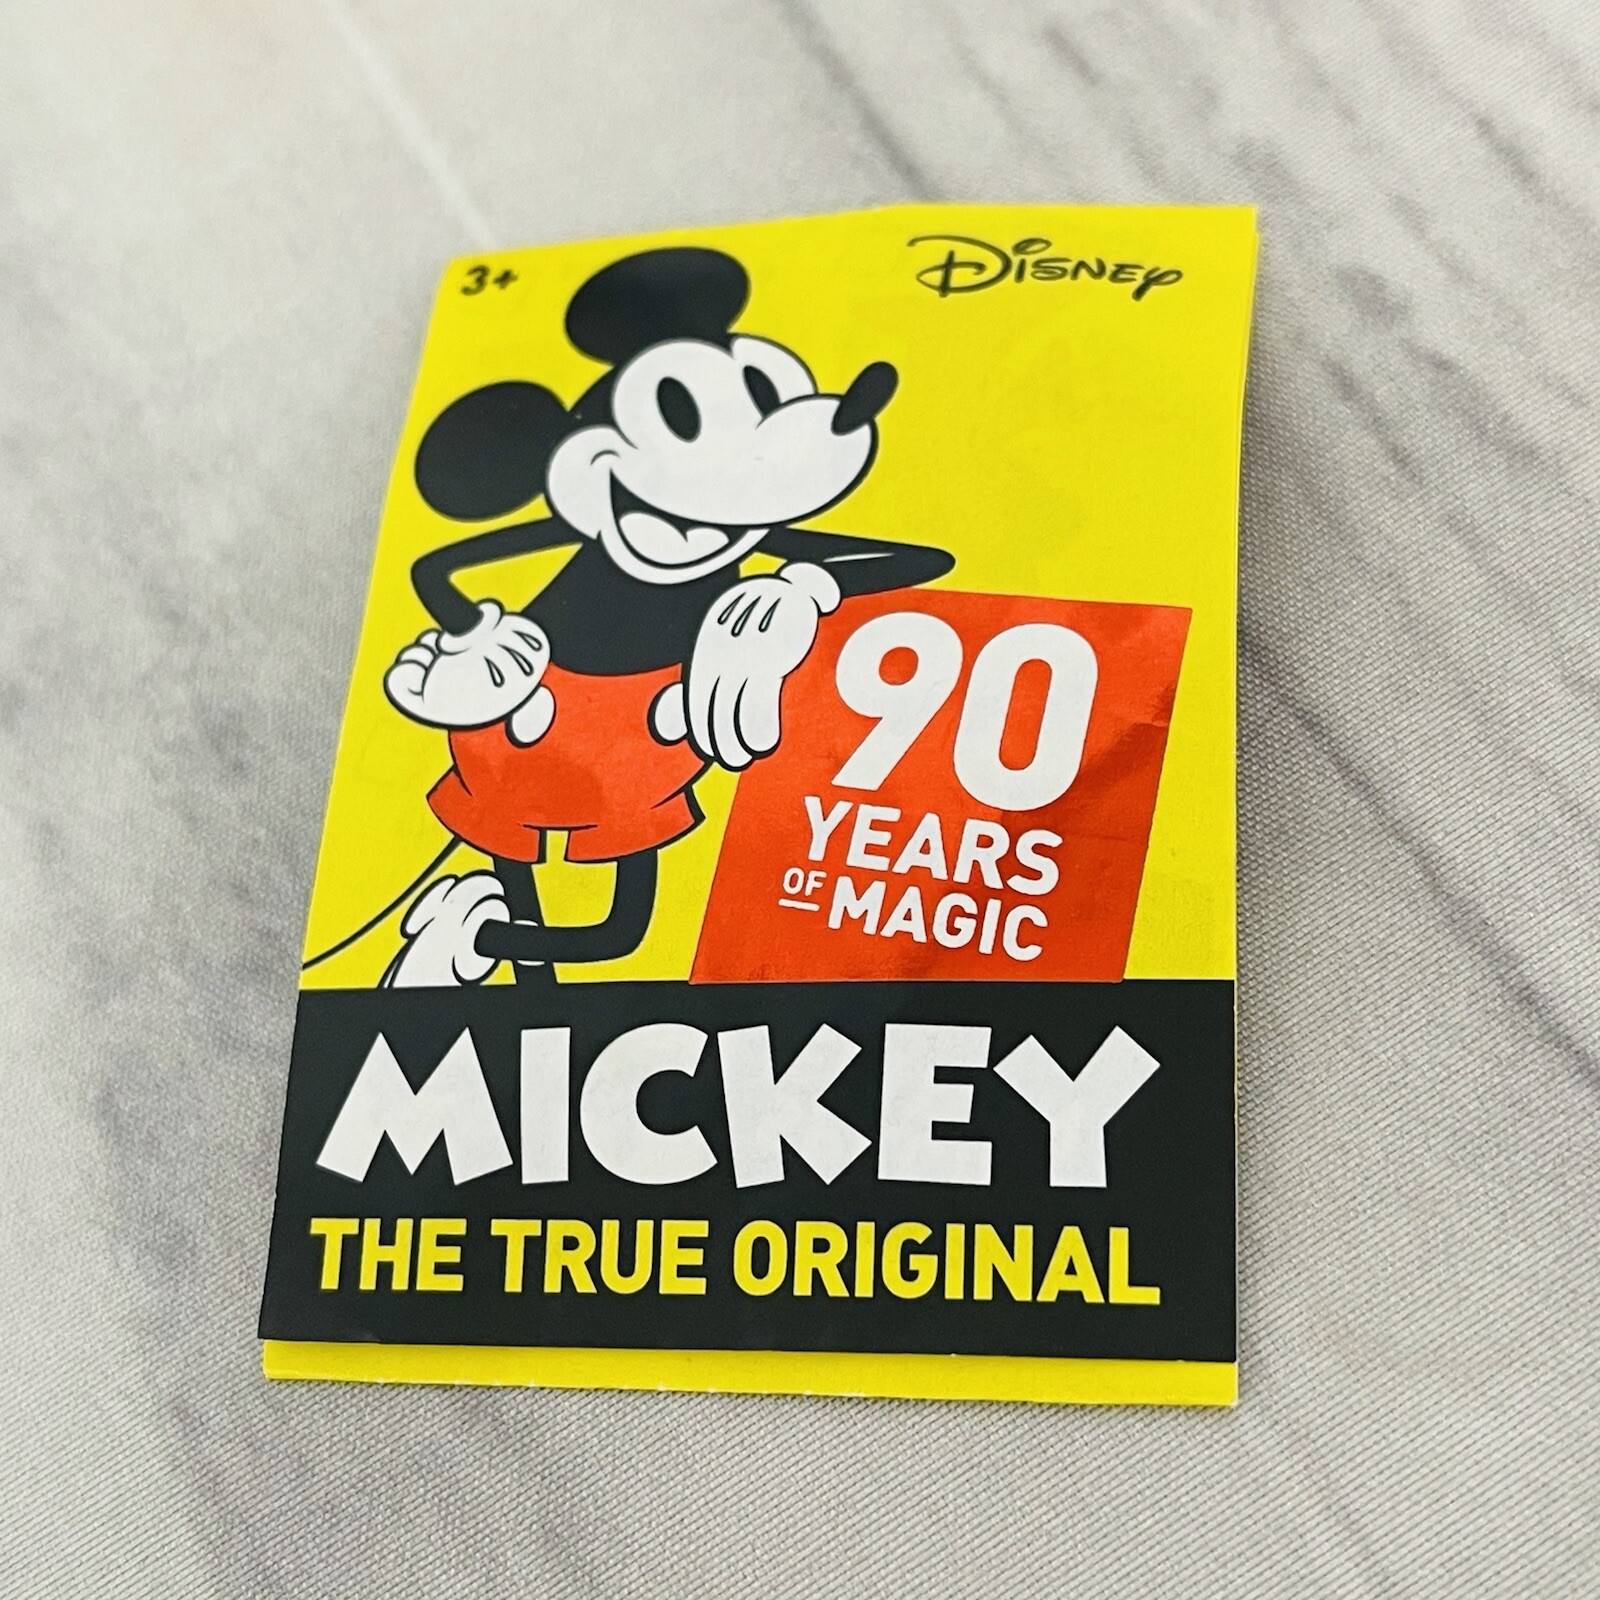 3+
Disney
90
YEARS
OF MAGIC
MICKEY
THE TRUE ORIGINAL